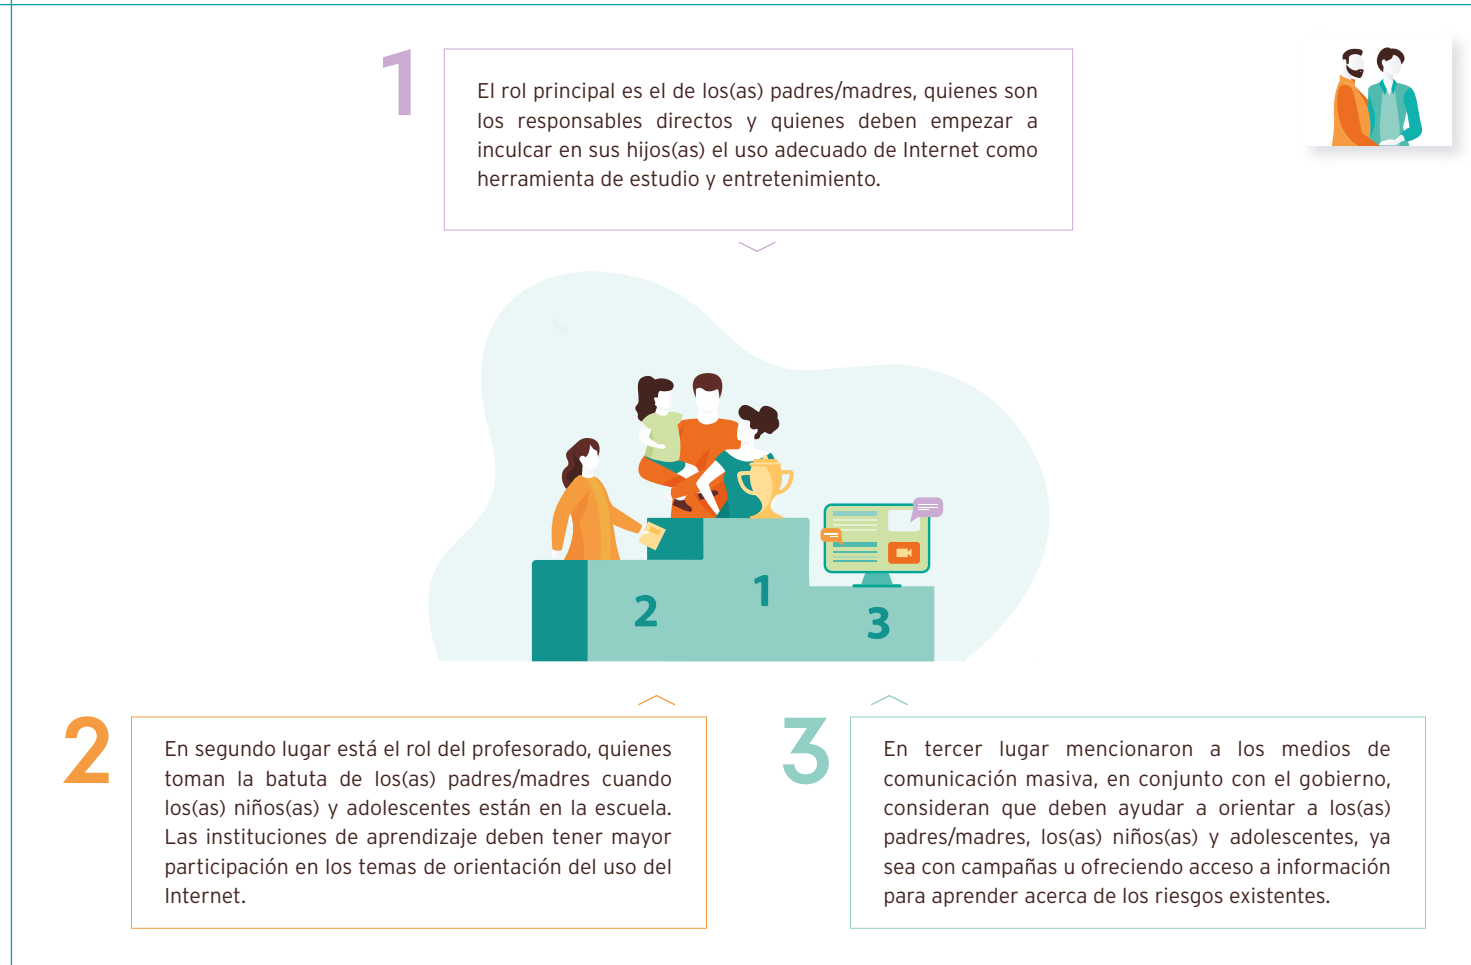 1
El rol principal es el de los(as) padres/madres, quienes son
los responsables directos y quienes deben empezar a
inculcar en sus hijos(as) el uso adecuado de Internet como
herramienta de estudio y entretenimiento.
1
2
3
2
En segundo lugar está el rol del profesorado, quienes
toman la batuta de los(as) padres/madres cuando
los(as) niños(as) y adolescentes están en la escuela.
Las instituciones de aprendizaje deben tener mayor
participación en los temas de orientación del uso del
Internet.
3
En tercer lugar mencionaron a los medios de
comunicación masiva, en conjunto con el gobierno,
consideran que deben ayudar a orientar a los(as)
padres/madres, los(as) niños(as) y adolescentes, ya
sea con campañas u ofreciendo acceso a información
para aprender acerca de los riesgos existentes.